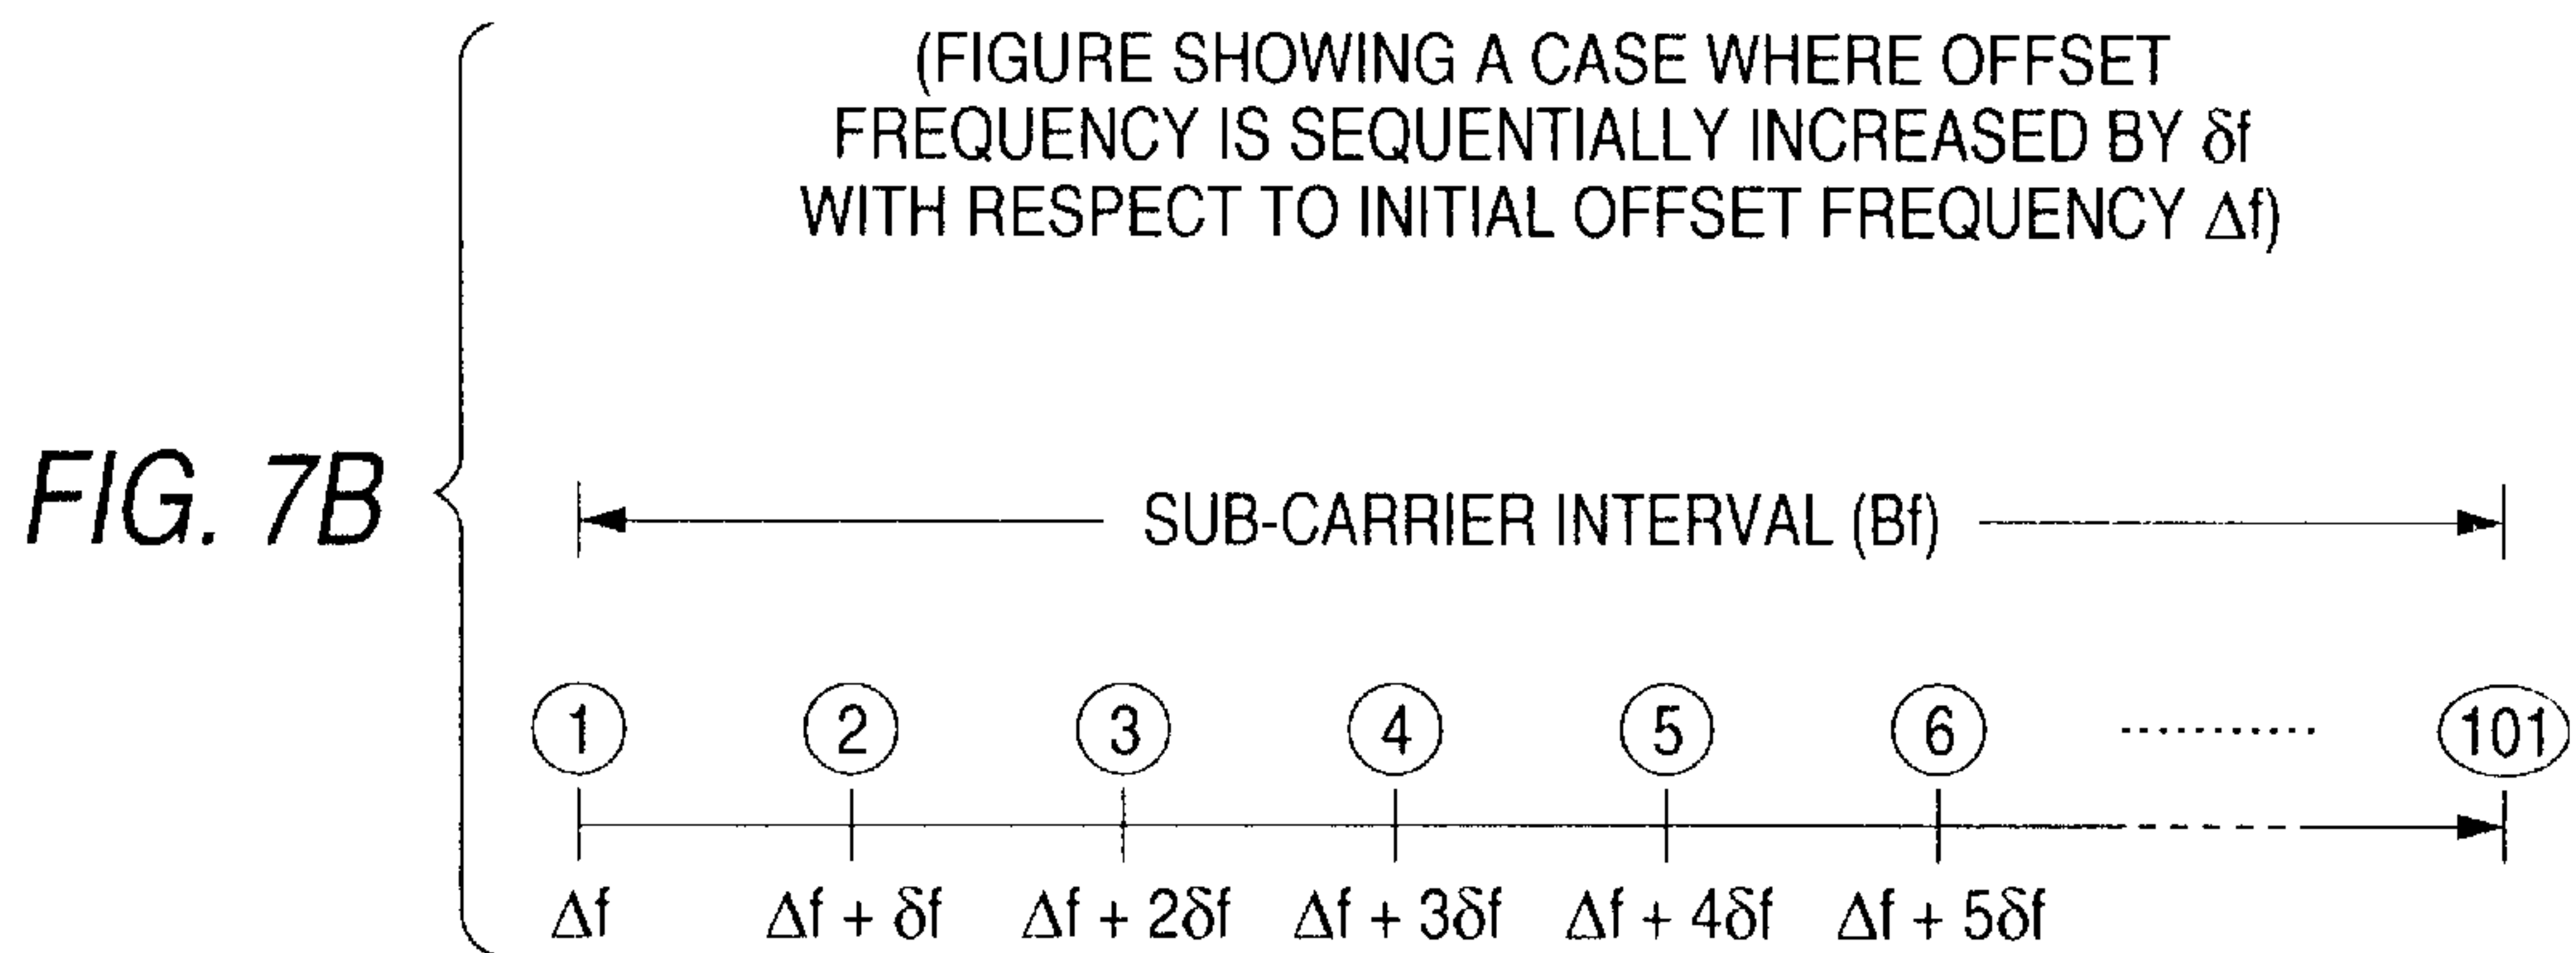 (FIGURE SHOWING A CASE WHERE OFFSET
FREQUENCY IS SEQUENTIALLY INCREASED BY δf
WITH RESPECT TO INITIAL OFFSET FREQUENCY Δf)
FIG. 7B
SUB-CARRIER INTERVAL (Bf)
1 2 3 4 5 6 .......... 101
Δf Δf + δf Δf + 2δf Δf + 3δf Δf + 4δf Δf + 5δf